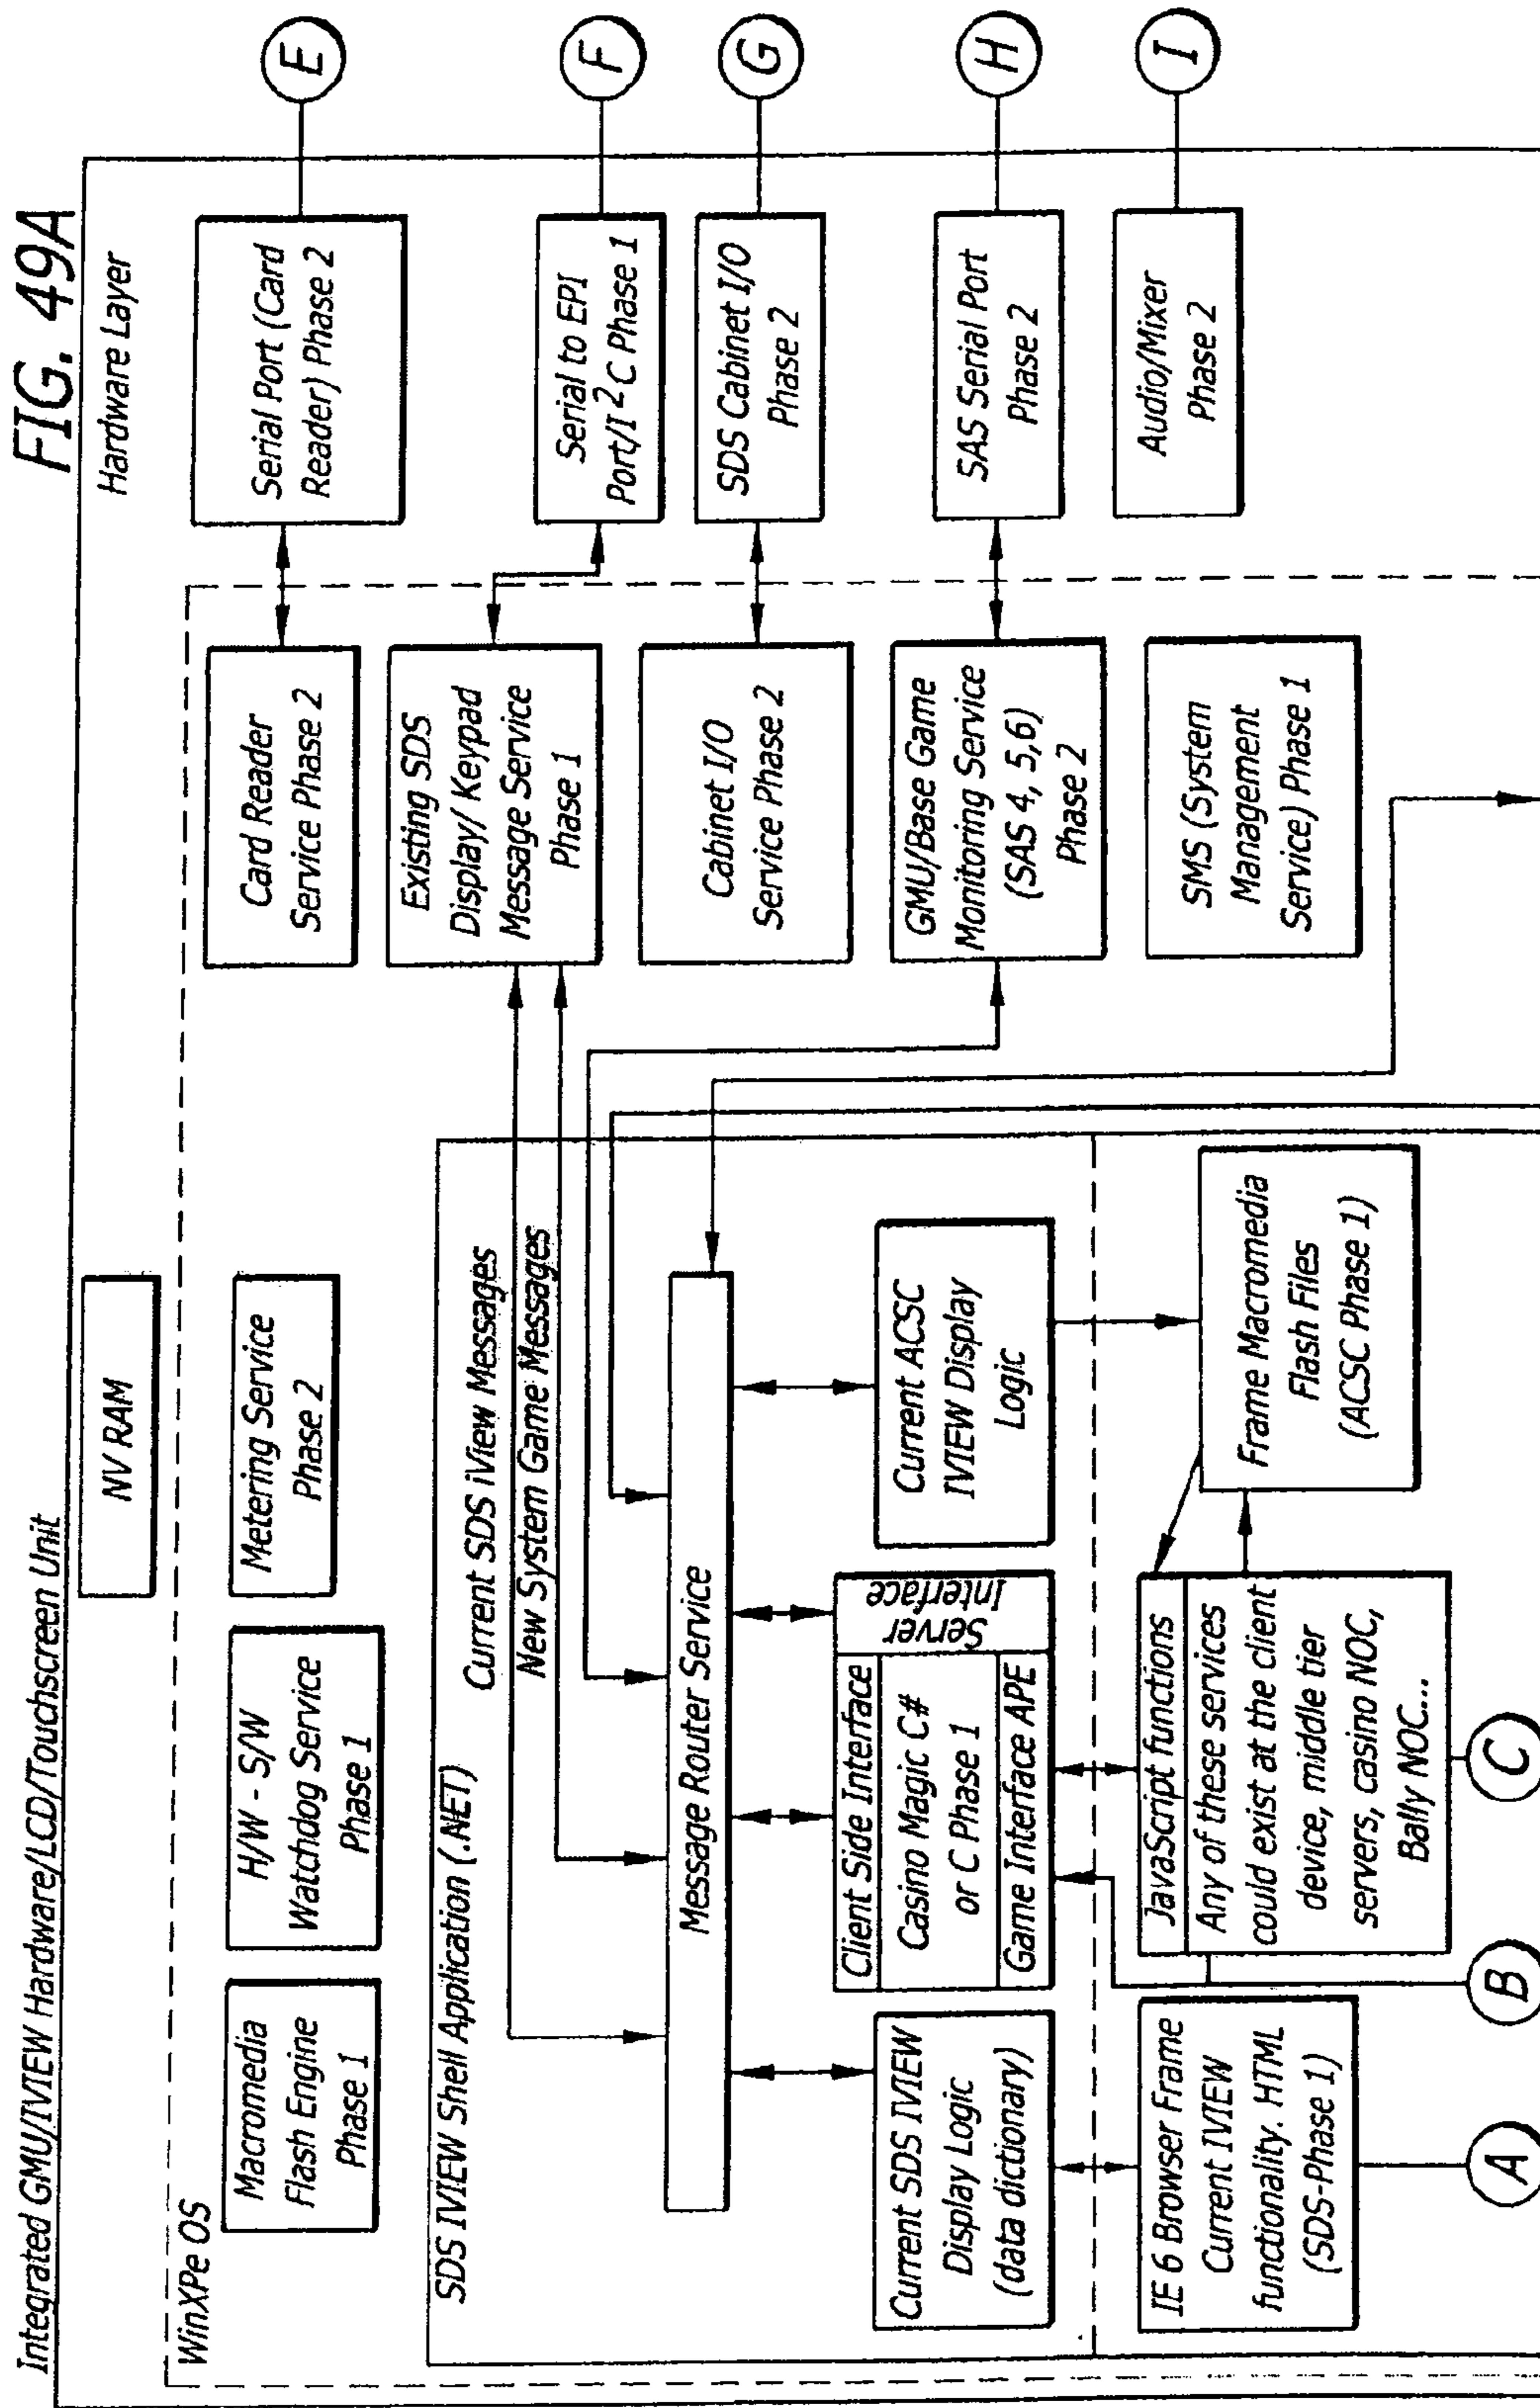 FIG. 49A
Integrated GMU/IVIEW Hardware/LCD/Touchscreen Unit
Hardware Layer
NV RAM
WinXPe OS
Macromedia
Flash Engine
Phase 1
H/W - S/W
Watchdog Service
Phase 1
Metering Service
Phase 2
Card Reader
Service Phase 2
Serial Port (Card
Reader) Phase 2
E
Existing SDS
Display/ Keypad
Message Service
Phase 1
Serial to EPI
Port/I²C Phase 1
F
Cabinet I/O
Service Phase 2
SDS Cabinet I/O
Phase 2
G
GMU/Base Game
Monitoring Service
(SAS 4, 5,6)
Phase 2
SAS Serial Port
Phase 2
H
SMS (System
Management
Service) Phase 1
Audio/Mixer
Phase 2
I
SDS IVIEW Shell Application (.NET)
Current SDS iView Messages
New System Game Messages
Message Router Service
Current SDS IVIEW
Display Logic
(data dictionary)
Client Side Interface
Casino Magic C#
or C Phase 1
Game Interface APE
Server
Interface
Current ACSC
IVIEW Display
Logic
IE 6 Browser Frame
Current IVIEW
functionality. HTML
(SDS-Phase 1)
JavaScript functions
Any of these services
could exist at the client
device, middle tier
servers, casino NOC,
Bally NOC...
Frame Macromedia
Flash Files
(ACSC Phase 1)
A
B
C